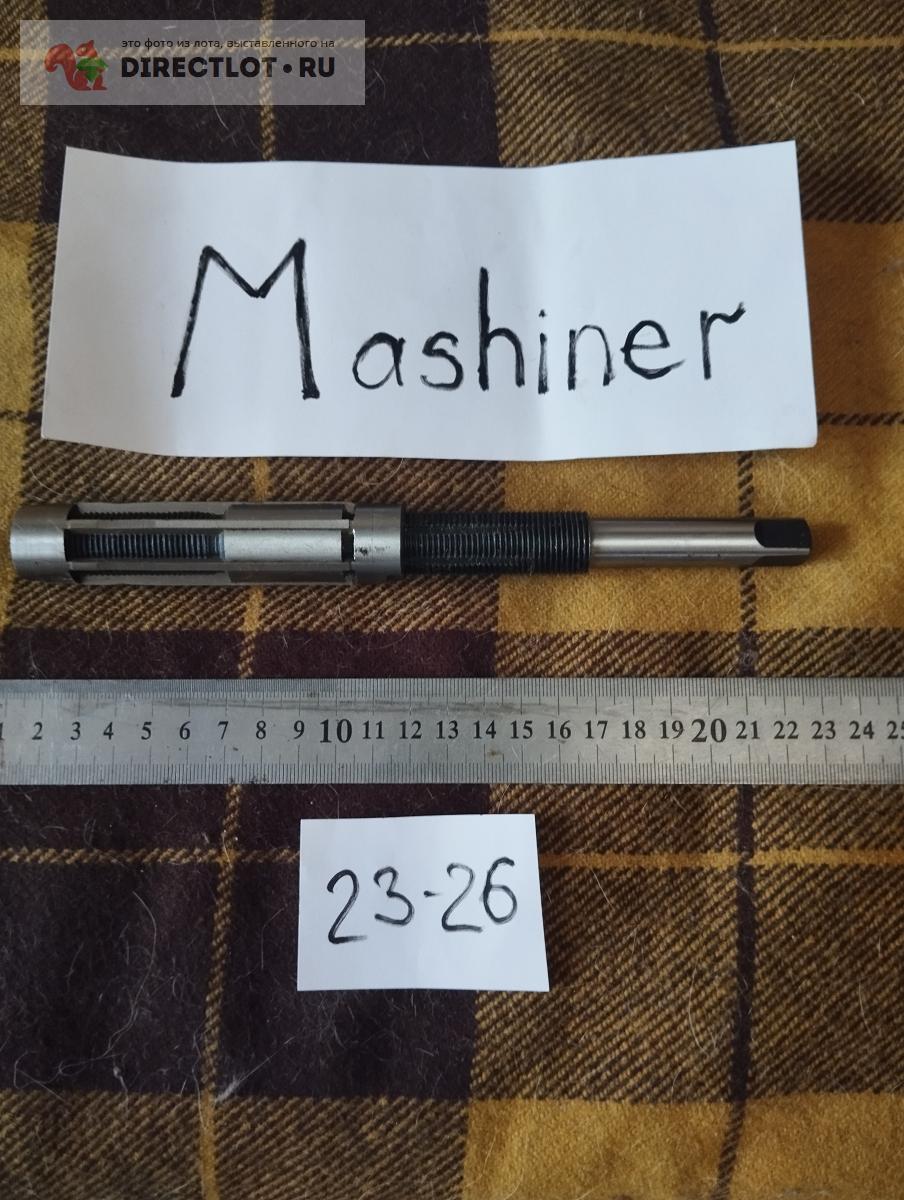 это фото из лота, выставленного на
DIRECTLOT•RU
Mashiner
1 2 3 4 5 6 7 8 9 10 11 12 13 14 15 16 17 18 19 20 21 22 23 24 25
23-26